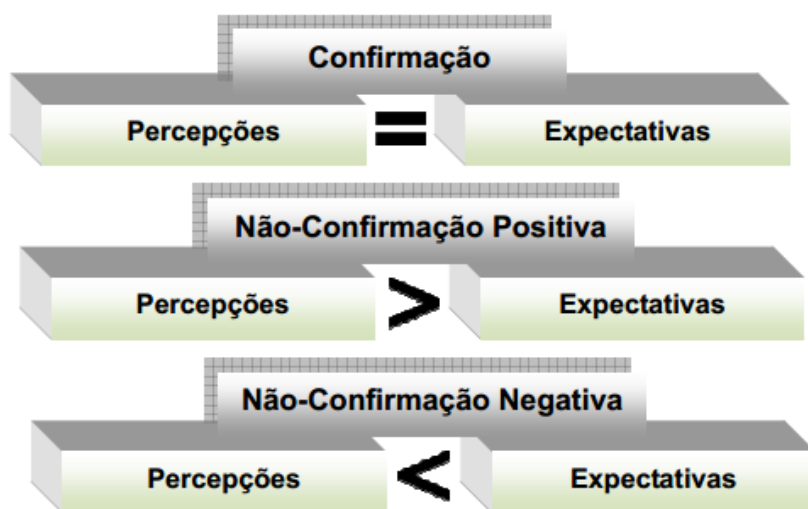 Confirmação
Percepções = Expectativas
Não-Confirmação Positiva
Percepções > Expectativas
Não-Confirmação Negativa
Percepções < Expectativas